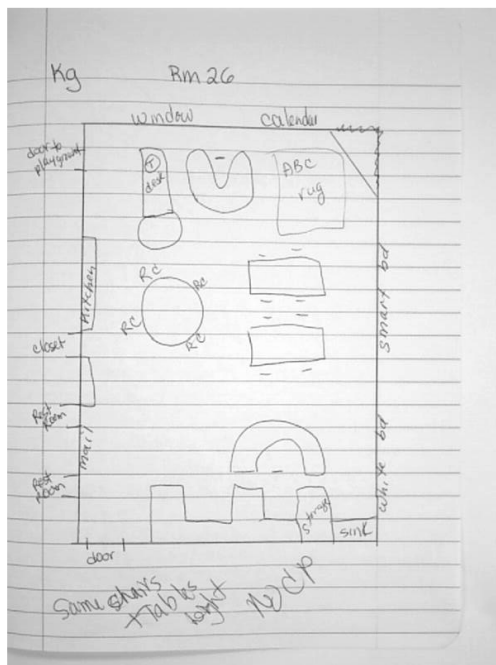 Kg
Rm 26
window
calendar
door to
playground
T
desk
ABC
rug
Kitchen
RC
RC
RC
RC
Smart bd
closet
Rest
Room
mail
white bd
Rest
Room
storage
sink
door
Same chairs
+ Tables
height